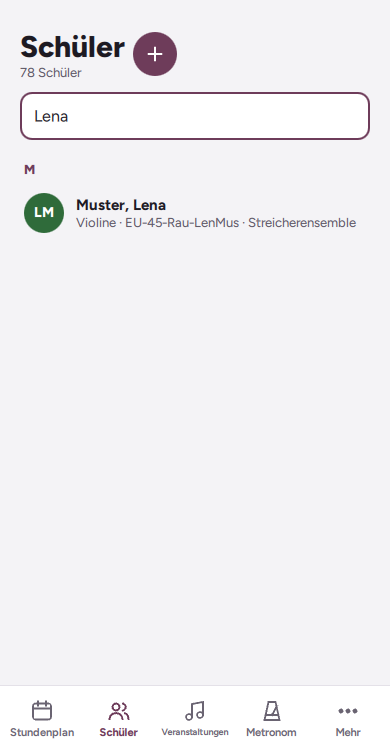 Schüler
78 Schüler
Lena
M
LM
Muster, Lena
Violine · EU-45-Rau-LenMus · Streicherensemble
Stundenplan
Schüler
Veranstaltungen
Metronom
Mehr